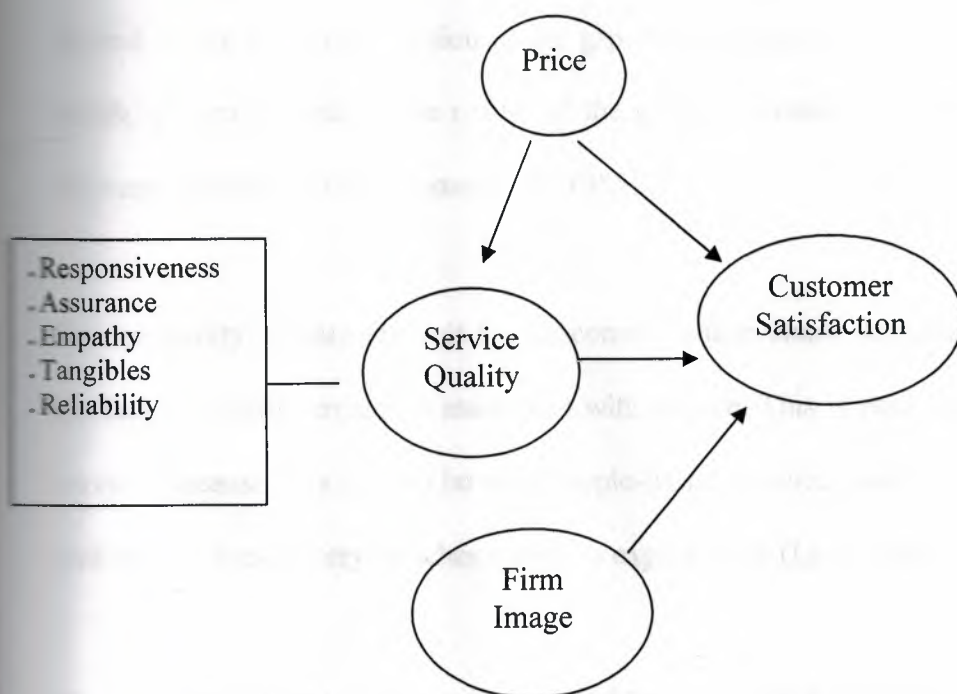 Price
-Responsiveness
-Assurance
-Empathy
-Tangibles
-Reliability
Service
Quality
Customer
Satisfaction
Firm
Image